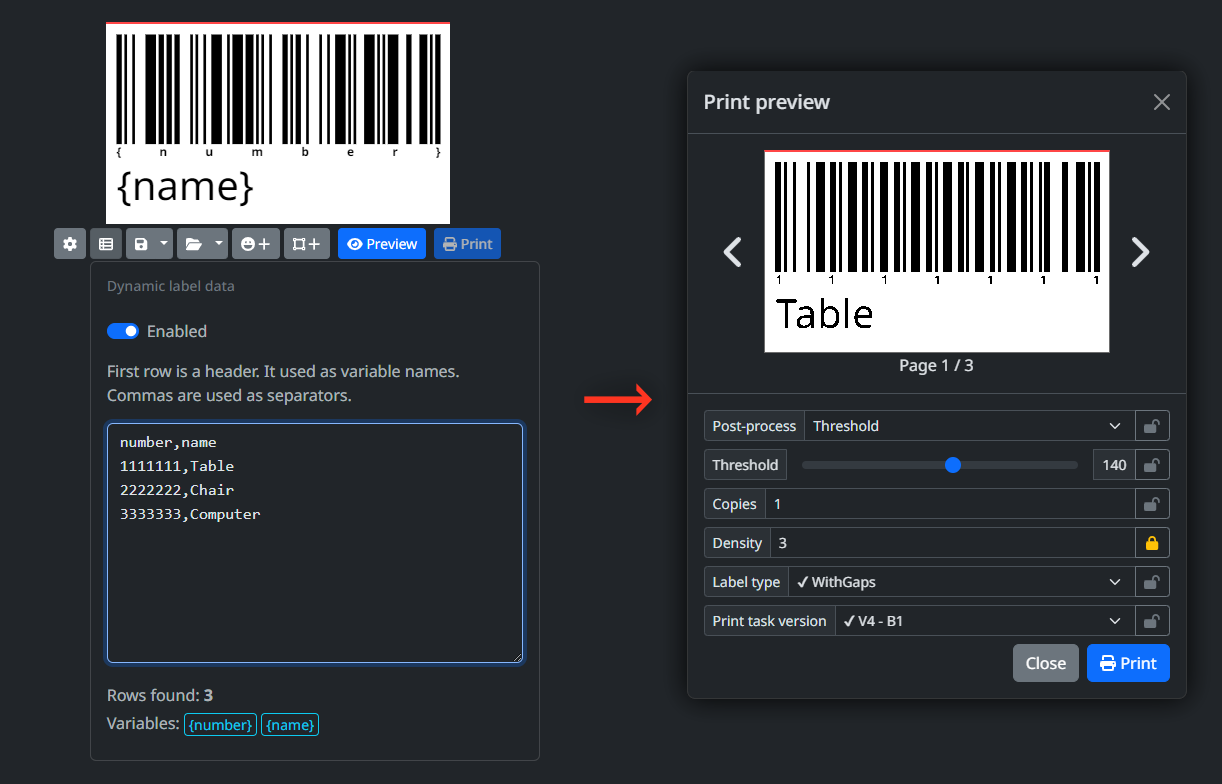 { n u m b e r }
{name}
Preview
Print
Dynamic label data
Enabled
First row is a header. It used as variable names.
Commas are used as separators.
number,name
1111111,Table
2222222,Chair
3333333,Computer
Rows found: 3
Variables: {number} {name}
Print preview
1 1 1 1 1 1 1
Table
Page 1 / 3
Post-process Threshold
Threshold 140
Copies 1
Density 3
Label type ✓ WithGaps
Print task version ✓ V4 - B1
Close Print